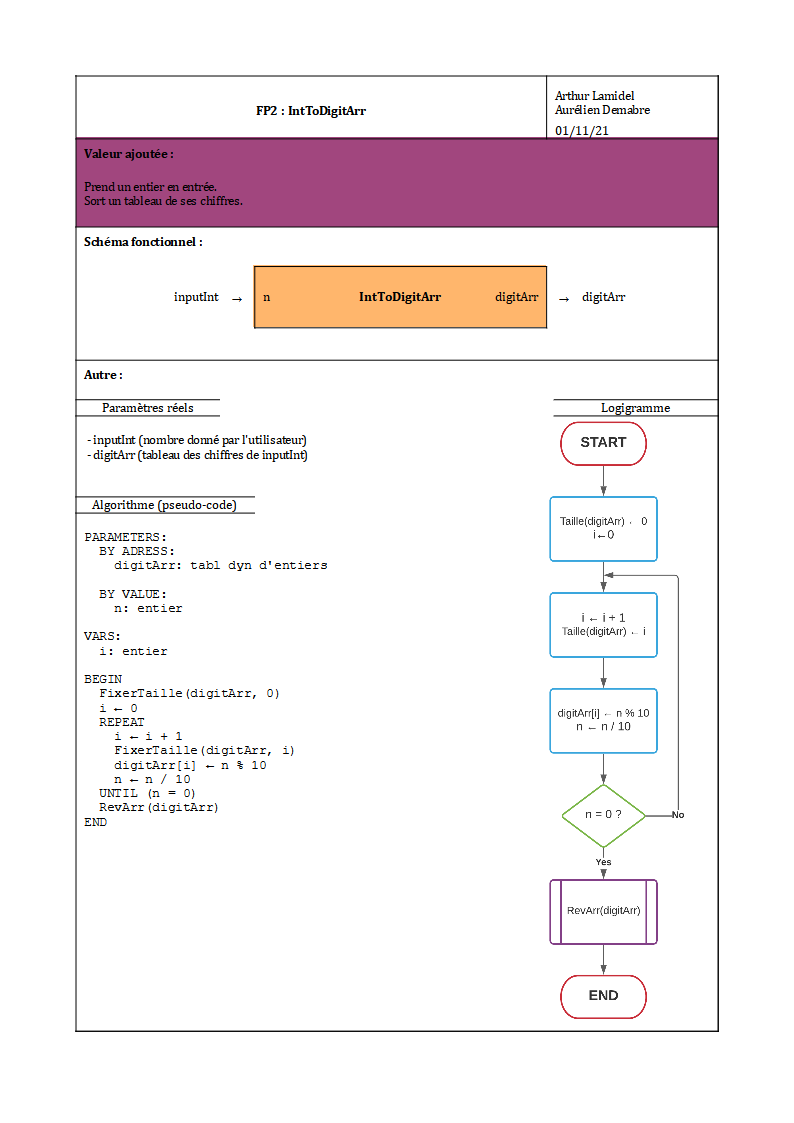 FP2 : IntToDigitArr
Arthur Lamidel
Aurélien Demabre
01/11/21
Valeur ajoutée :
Prend un entier en entrée.
Sort un tableau de ses chiffres.
Schéma fonctionnel :
inputInt → n IntToDigitArr digitArr → digitArr
Autre :
Paramètres réels
- inputInt (nombre donné par l'utilisateur)
- digitArr (tableau des chiffres de inputInt)
Algorithme (pseudo-code)
PARAMETERS:
BY ADRESS:
digitArr: tabl dyn d'entiers
BY VALUE:
n: entier
VARS:
i: entier
BEGIN
FixerTaille(digitArr, 0)
i ← 0
REPEAT
i ← i + 1
FixerTaille(digitArr, i)
digitArr[i] ← n % 10
n ← n / 10
UNTIL (n = 0)
RevArr(digitArr)
END
Logigramme
START
Taille(digitArr) ← 0
i←0
i ← i + 1
Taille(digitArr) ← i
digitArr[i] ← n % 10
n ← n / 10
n = 0 ?
No
Yes
RevArr(digitArr)
END